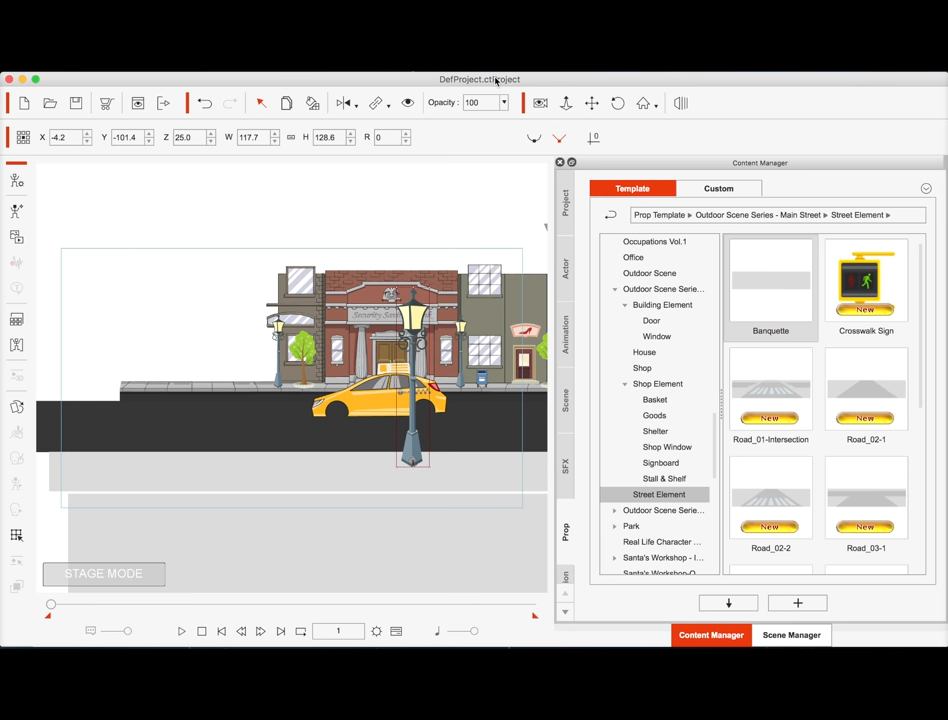 DefProject.ctProject
Opacity : 100
X -4.2 Y -101.4 Z 25.0 W 117.7 H 128.6 R 0
Content Manager
Template Custom
Prop Template ▸ Outdoor Scene Series - Main Street ▸ Street Element ▸
Project
Actor
Animation
Scene
SFX
Prop
Occupations Vol.1
Office
Outdoor Scene
Outdoor Scene Serie...
Building Element
Door
Window
House
Shop
Shop Element
Basket
Goods
Shelter
Shop Window
Signboard
Stall & Shelf
Street Element
Outdoor Scene Serie...
Park
Real Life Character ...
Santa's Workshop - I...
Santa's Workshop-O
Banquette
New
Crosswalk Sign
New
Road_01-Intersection
New
Road_02-1
New
Road_02-2
New
Road_03-1
STAGE MODE
1
Content Manager Scene Manager